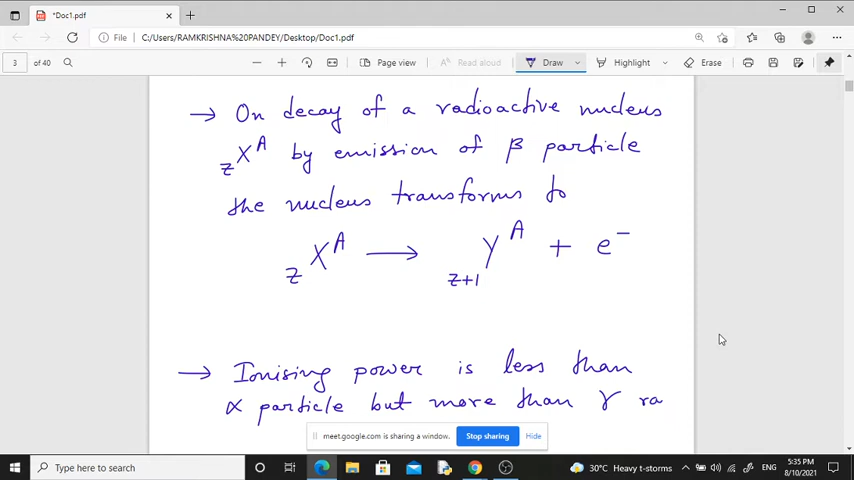 *Doc1.pdf
File C:/Users/RAMKRISHNA%20PANDEY/Desktop/Doc1.pdf
3 of 40 Page view Read aloud Draw Highlight Erase
→ On decay of a radioactive nucleus
zX^A by emission of β particle
the nucleus transforms to
zX^A → z+1Y^A + e^-
→ Ionising power is less than
α particle but more than γ ra
meet.google.com is sharing a window. Stop sharing Hide
Type here to search 30°C Heavy t-storms ENG 5:35 PM
8/10/2021